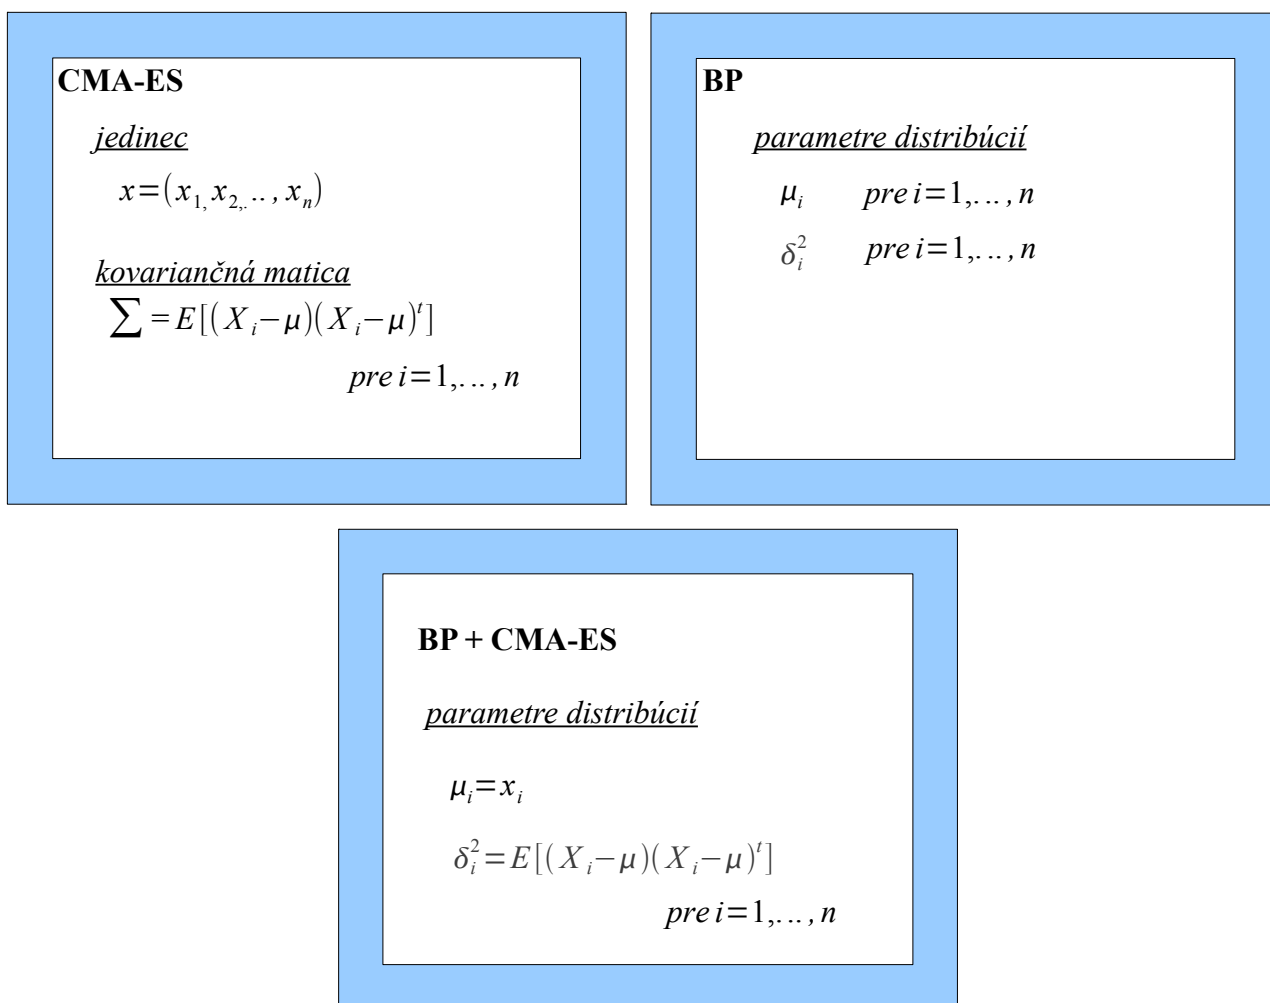 CMA-ES
jedinec
x=(x₁,x₂,..,xₙ)
kovariančná matica
∑=E[(Xᵢ−μ)(Xᵢ−μ)ᵗ]
pre i=1,...,n
BP
parametre distribúcií
μᵢ pre i=1,...,n
δᵢ² pre i=1,...,n
BP + CMA-ES
parametre distribúcií
μᵢ=xᵢ
δᵢ²=E[(Xᵢ−μ)(Xᵢ−μ)ᵗ]
pre i=1,...,n